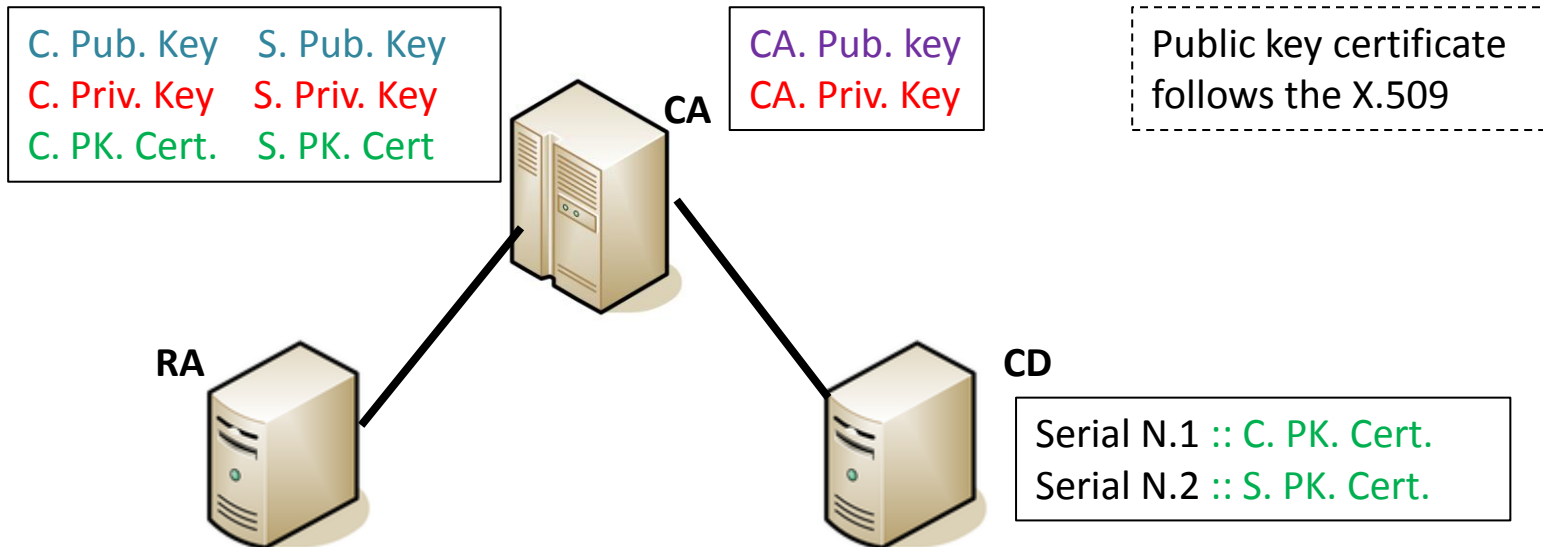 C. Pub. Key S. Pub. Key
C. Priv. Key S. Priv. Key
C. PK. Cert. S. PK. Cert
CA
CA. Pub. key
CA. Priv. Key
Public key certificate
follows the X.509
RA
CD
Serial N.1 :: C. PK. Cert.
Serial N.2 :: S. PK. Cert.